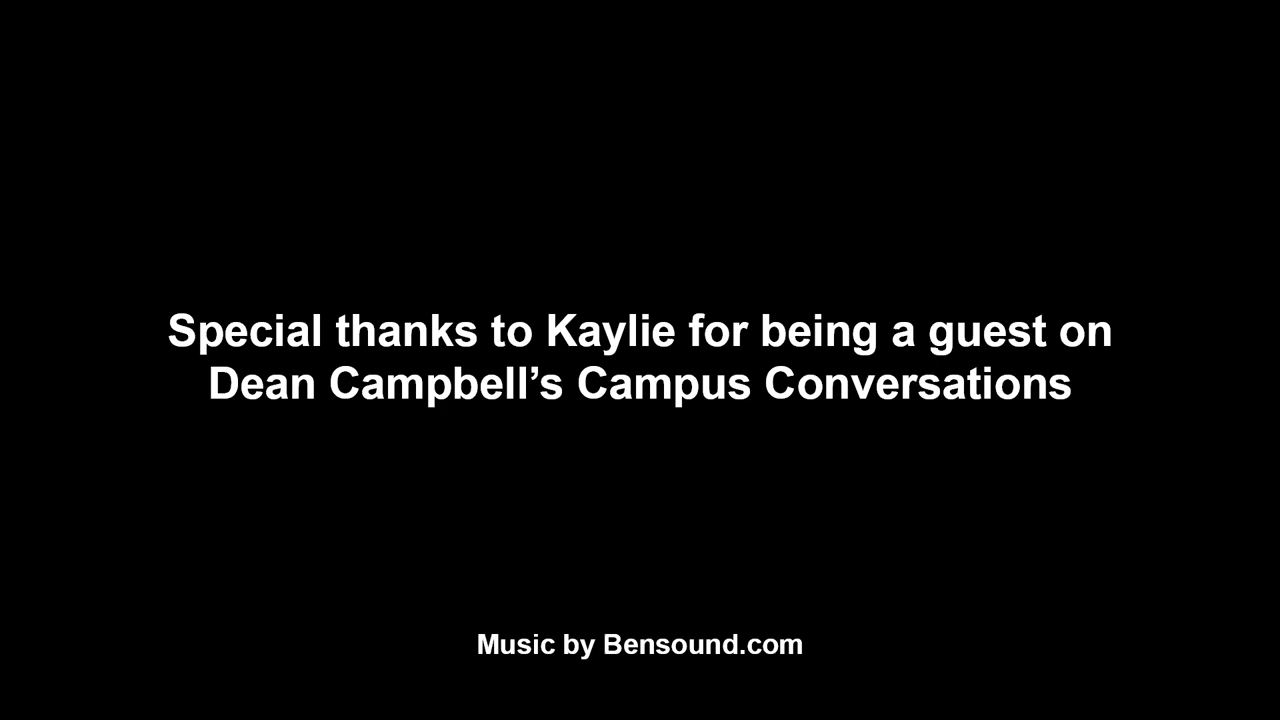 Special thanks to Kaylie for being a guest on
Dean Campbell’s Campus Conversations
Music by Bensound.com